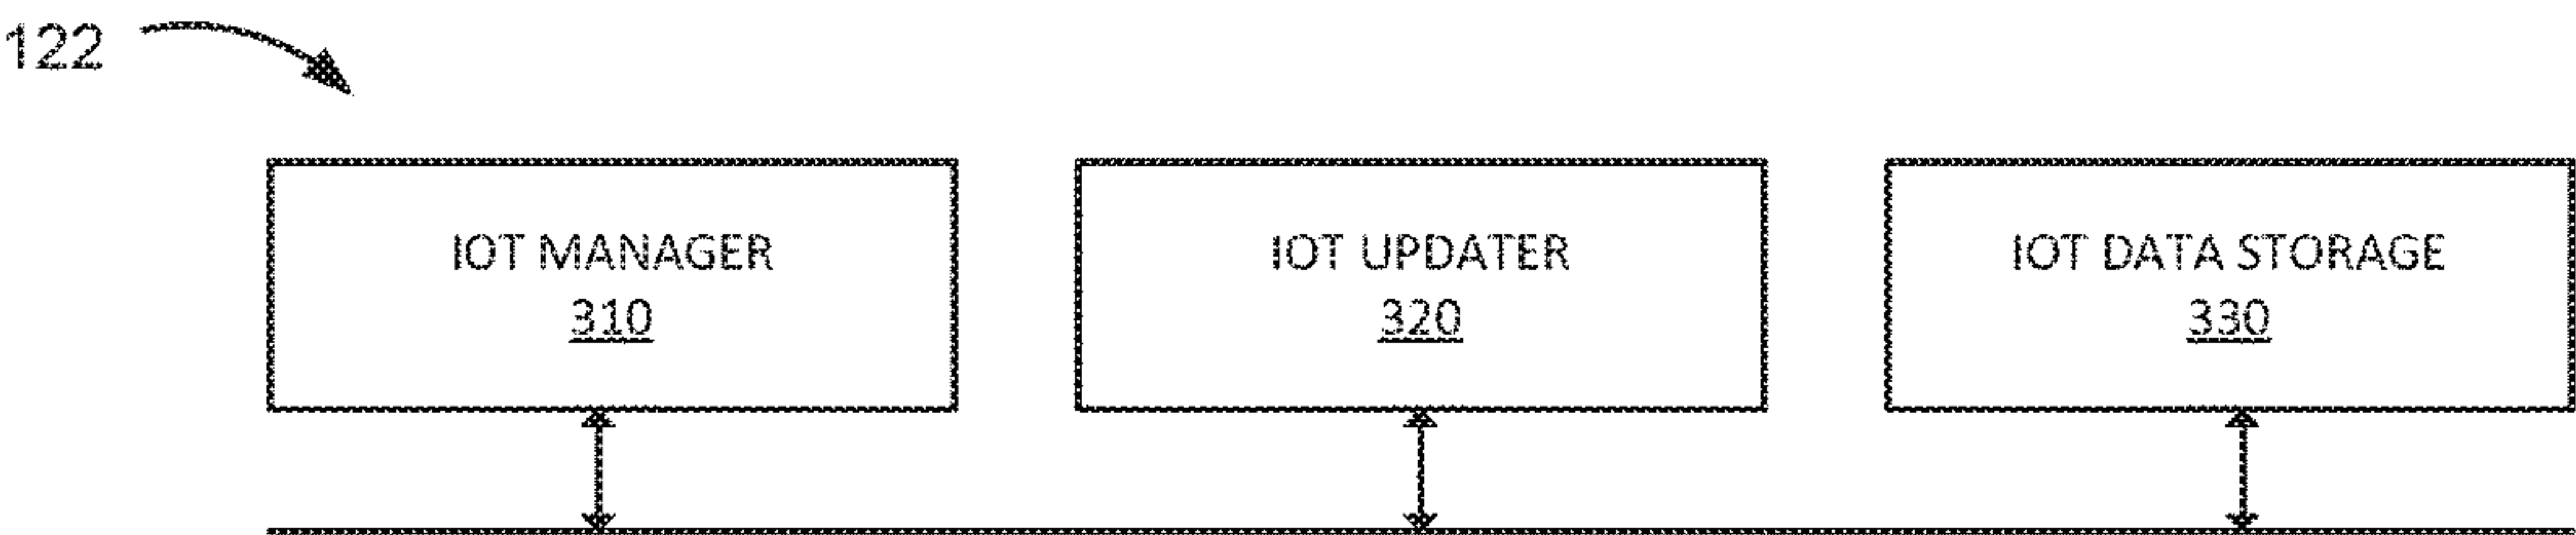 122
IOT MANAGER
310
IOT UPDATER
320
IOT DATA STORAGE
330